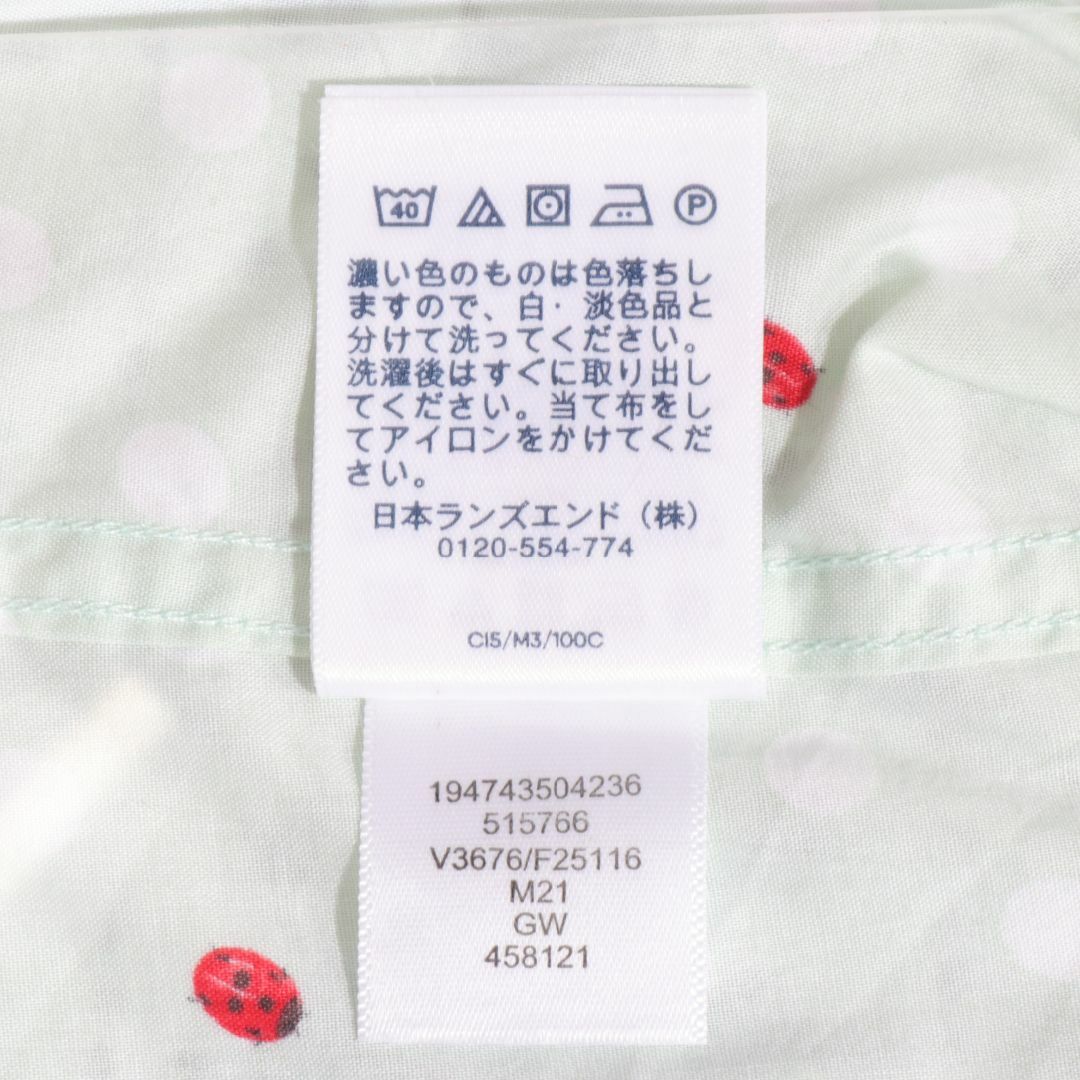 40 P
濃い色のものは色落ちし
ますので、白・淡色品と
分けて洗ってください。
洗濯後はすぐに取り出し
てください。当て布をし
てアイロンをかけてくだ
さい。
日本ランズエンド（株）
0120-554-774
CI5/M3/100C
194743504236
515766
V3676/F25116
M21
GW
458121